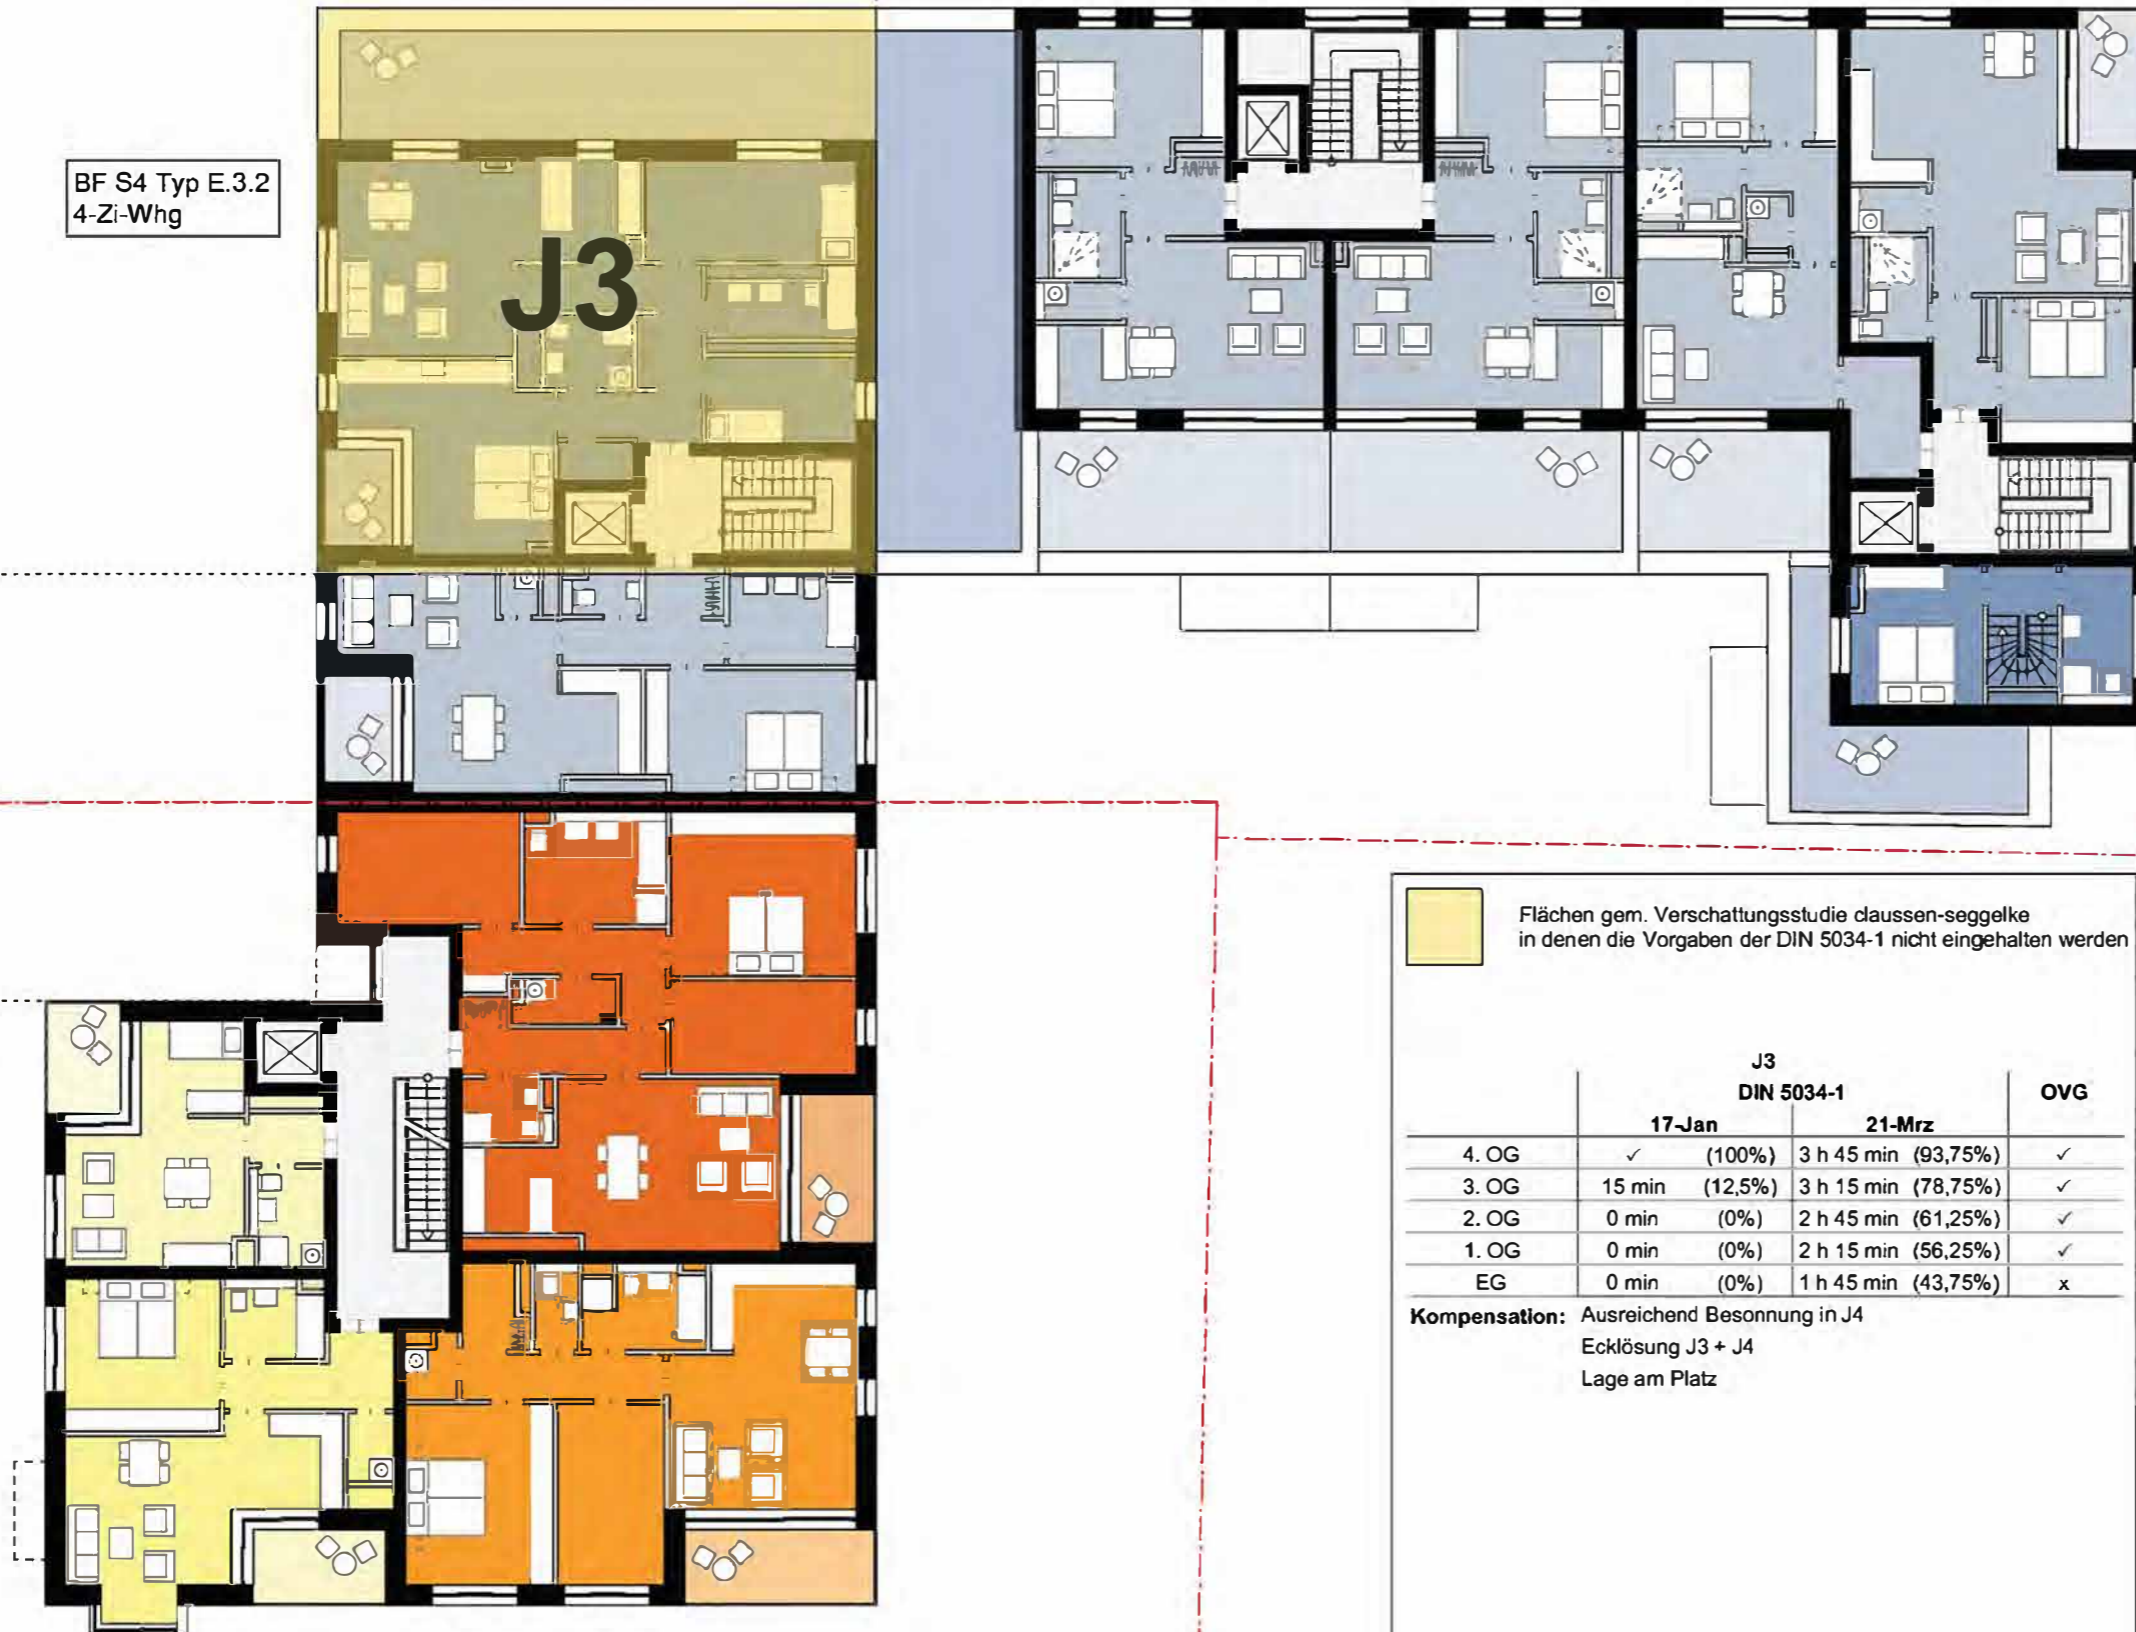 BF S4 Typ E.3.2
4-Zi-Whg
J3
Flächen gem. Verschattungsstudie claussen-seggelke
in denen die Vorgaben der DIN 5034-1 nicht eingehalten werden
J3
DIN 5034-1 OVG
17-Jan 21-Mrz
4. OG ✓ (100%) 3 h 45 min (93,75%) ✓
3. OG 15 min (12,5%) 3 h 15 min (78,75%) ✓
2. OG 0 min (0%) 2 h 45 min (61,25%) ✓
1. OG 0 min (0%) 2 h 15 min (56,25%) ✓
EG 0 min (0%) 1 h 45 min (43,75%) x
Kompensation: Ausreichend Besonnung in J4
Ecklösung J3 + J4
Lage am Platz